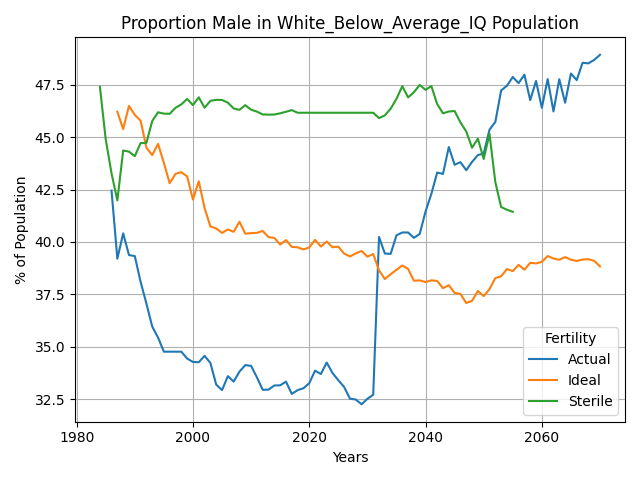 Proportion Male in White_Below_Average_IQ Population
% of Population
47.5
45.0
42.5
40.0
37.5
35.0
32.5
1980
2000
2020
2040
2060
Years
Fertility
Actual
Ideal
Sterile